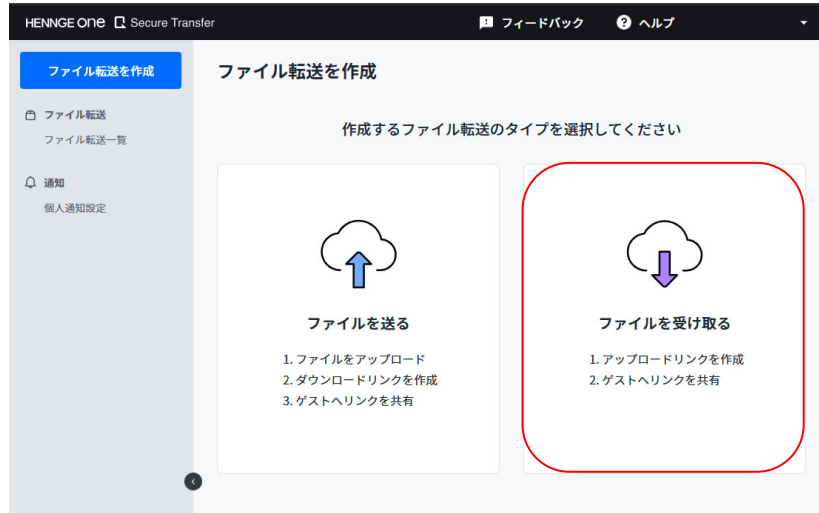 HENNGE One Secure Transfer
フィードバック
ヘルプ
ファイル転送を作成
ファイル転送
ファイル転送一覧
通知
個人通知設定
ファイル転送を作成
作成するファイル転送のタイプを選択してください
ファイルを送る
1. ファイルをアップロード
2. ダウンロードリンクを作成
3. ゲストへリンクを共有
ファイルを受け取る
1. アップロードリンクを作成
2. ゲストへリンクを共有